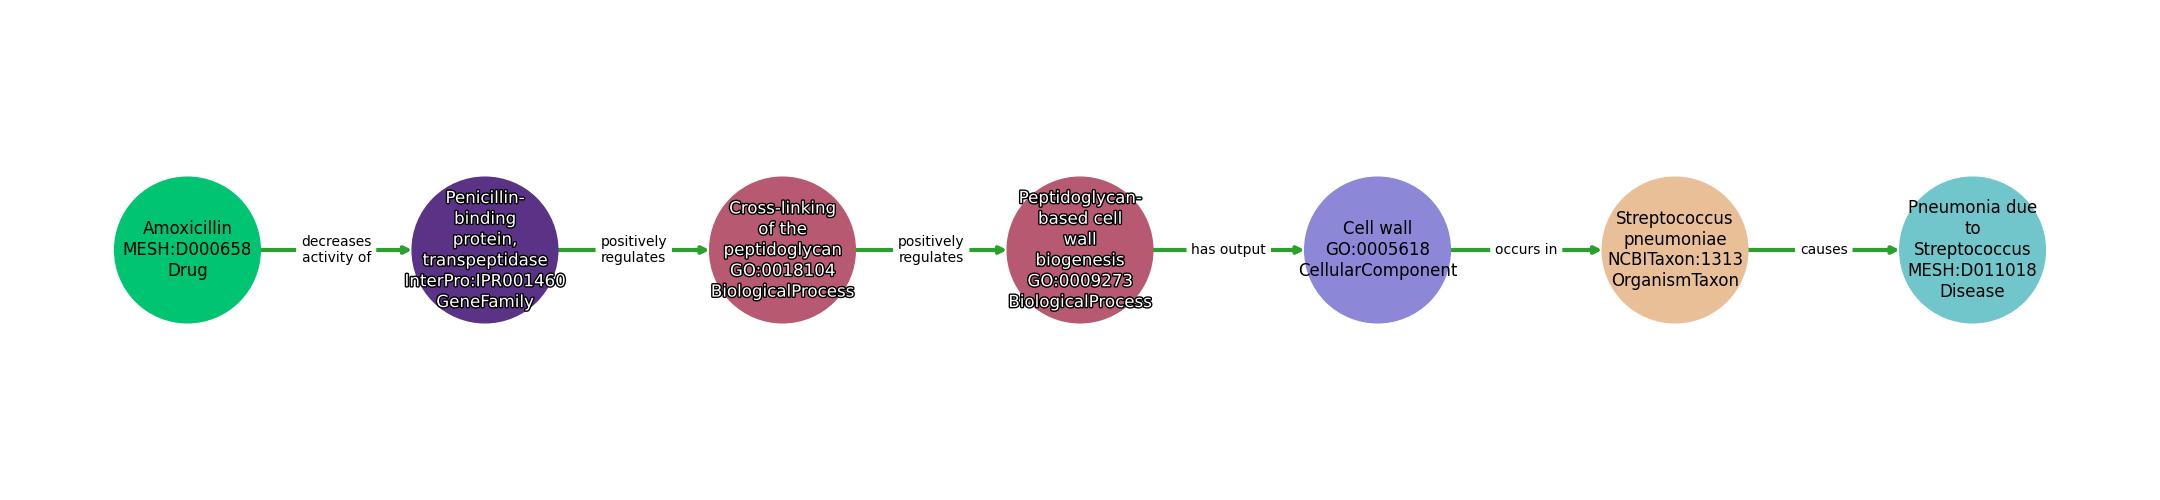 Amoxicillin
MESH:D000658
Drug
decreases
activity of
Penicillin-
binding
protein,
transpeptidase
InterPro:IPR001460
GeneFamily
positively
regulates
Cross-linking
of the
peptidoglycan
GO:0018104
BiologicalProcess
positively
regulates
Peptidoglycan-
based cell
wall
biogenesis
GO:0009273
BiologicalProcess
has output
Cell wall
GO:0005618
CellularComponent
occurs in
Streptococcus
pneumoniae
NCBITaxon:1313
OrganismTaxon
causes
Pneumonia due
to
Streptococcus
MESH:D011018
Disease